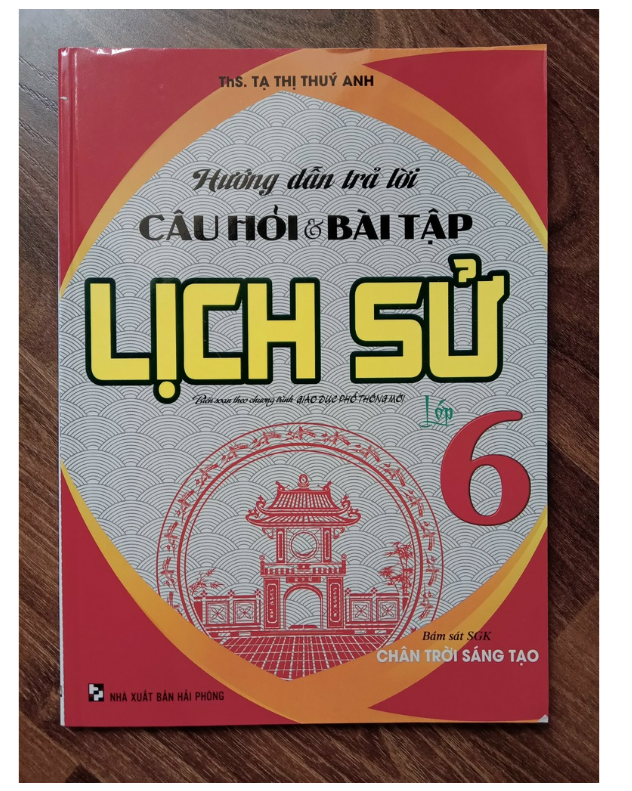 ThS. TẠ THỊ THUÝ ANH
Hướng dẫn trả lời
CÂU HỎI & BÀI TẬP
LỊCH SỬ
Biên soạn theo chương trình GIÁO DỤC PHỔ THÔNG MỚI
Lớp 6
Bám sát SGK
CHÂN TRỜI SÁNG TẠO
NHÀ XUẤT BẢN HẢI PHÒNG